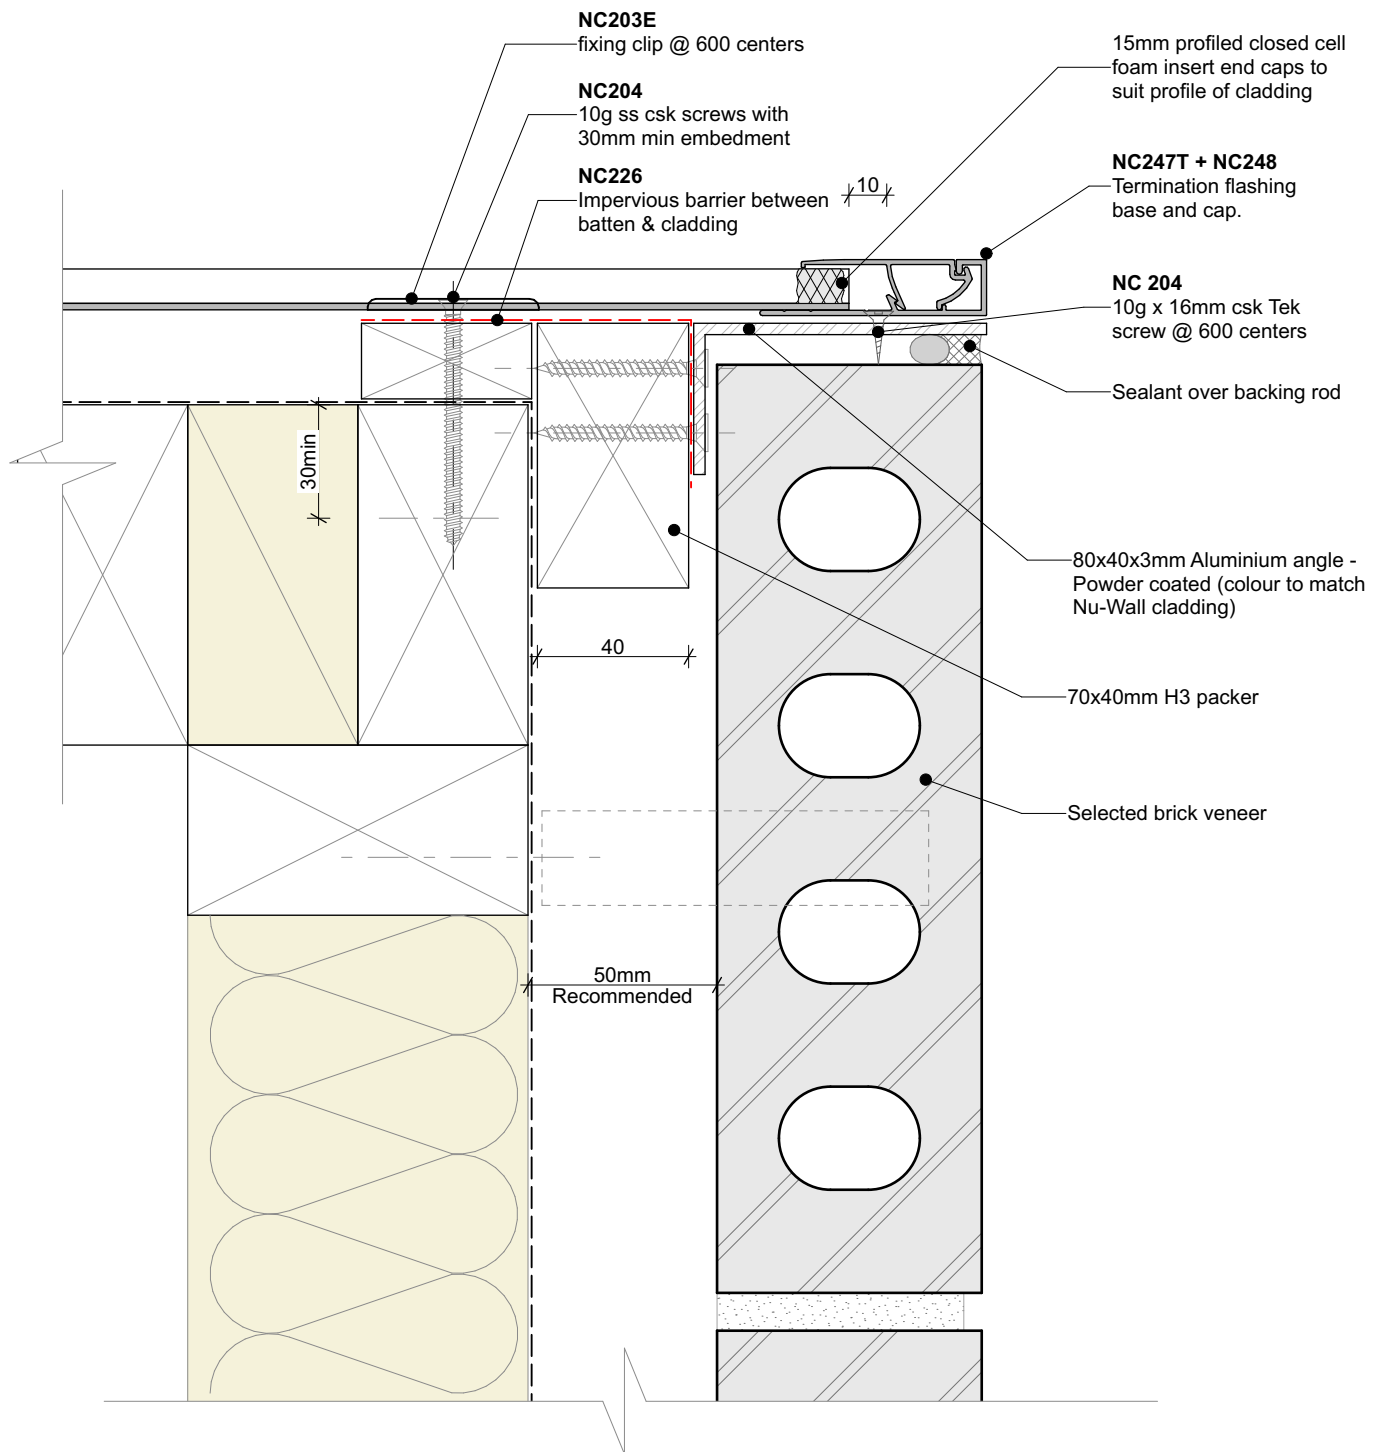 NC203E
fixing clip @ 600 centers
NC204
10g ss csk screws with
30mm min embedment
NC226
Impervious barrier between
batten & cladding
10
15mm profiled closed cell
foam insert end caps to
suit profile of cladding
NC247T + NC248
Termination flashing
base and cap.
NC 204
10g x 16mm csk Tek
screw @ 600 centers
Sealant over backing rod
30min
80x40x3mm Aluminium angle -
Powder coated (colour to match
Nu-Wall cladding)
40
70x40mm H3 packer
Selected brick veneer
50mm
Recommended